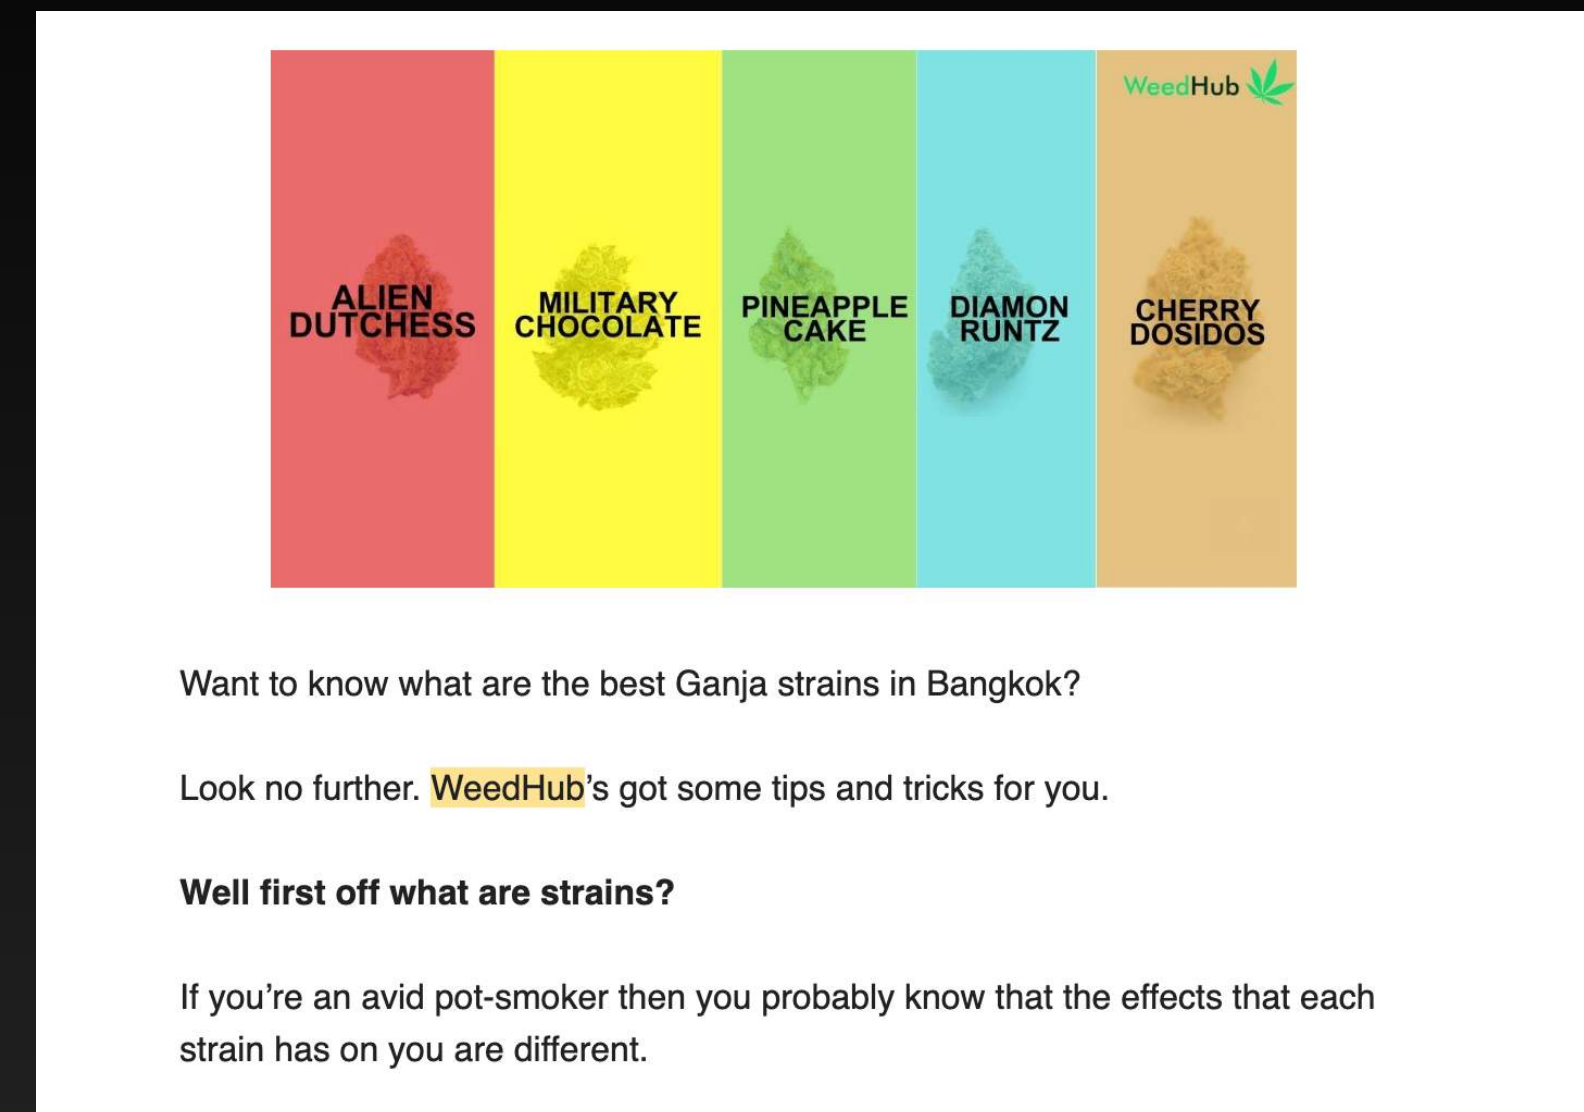 WeedHub
ALIEN
DUTCHESS
MILITARY
CHOCOLATE
PINEAPPLE
CAKE
DIAMON
RUNTZ
CHERRY
DOSIDOS
Want to know what are the best Ganja strains in Bangkok?
Look no further. WeedHub’s got some tips and tricks for you.
Well first off what are strains?
If you’re an avid pot-smoker then you probably know that the effects that each
strain has on you are different.